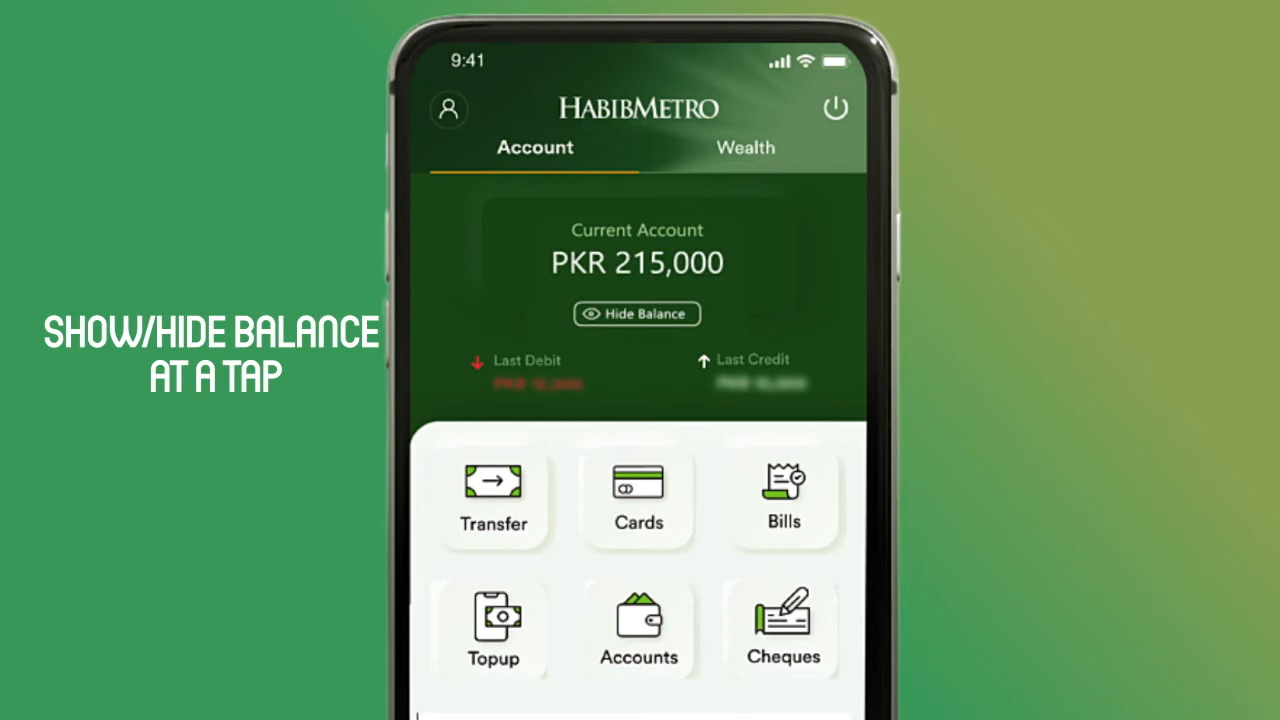 9:41
HABIBMETRO
Account
Wealth
Current Account
PKR 215,000
Hide Balance
Last Debit
Last Credit
SHOW/HIDE BALANCE
AT A TAP
Transfer
Cards
Bills
Topup
Accounts
Cheques